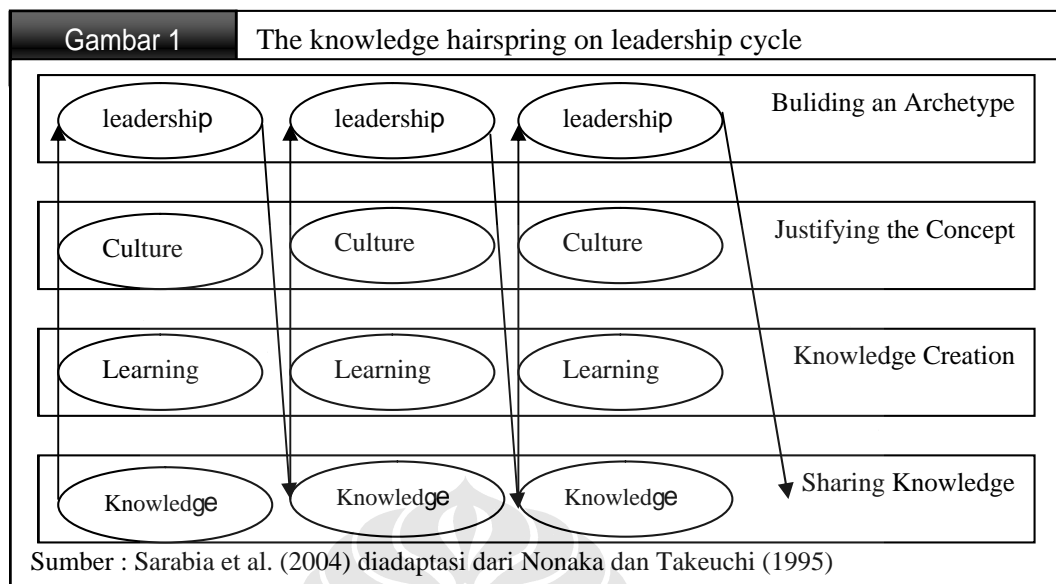 Gambar 1 The knowledge hairspring on leadership cycle
leadership leadership leadership Buliding an Archetype
Culture Culture Culture Justifying the Concept
Learning Learning Learning Knowledge Creation
Knowledge Knowledge Knowledge Sharing Knowledge
Sumber : Sarabia et al. (2004) diadaptasi dari Nonaka dan Takeuchi (1995)